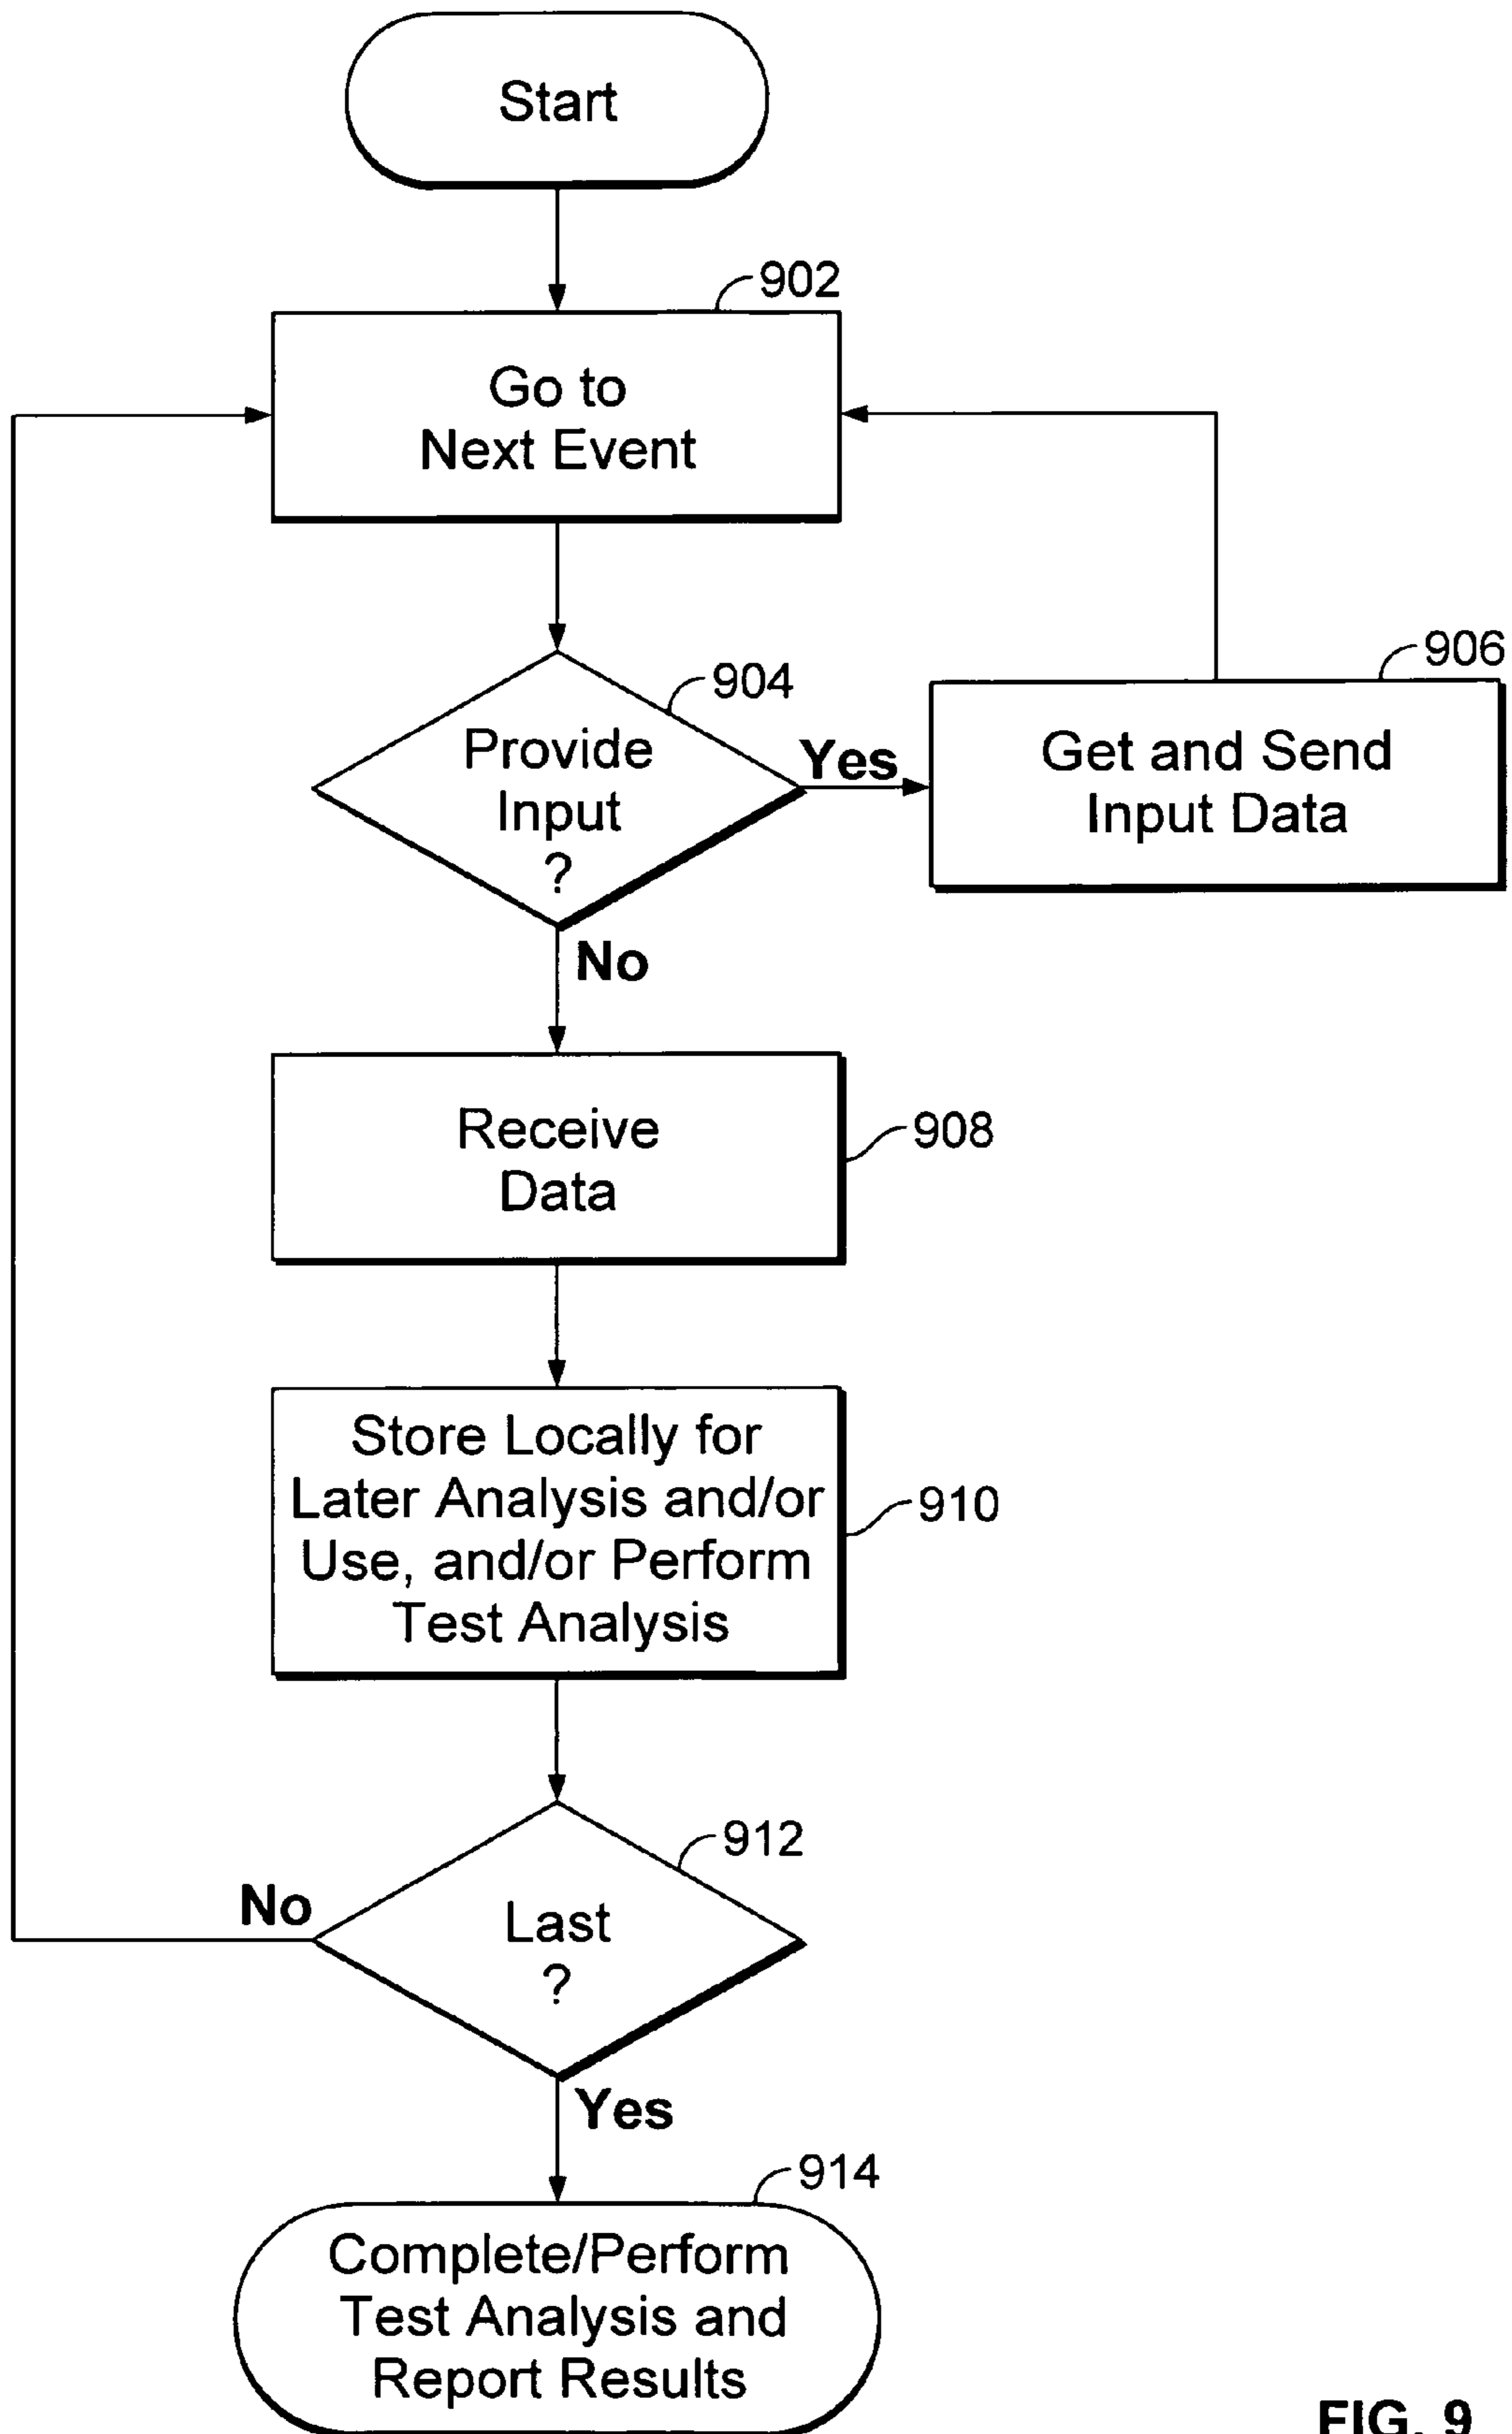 Start
902
Go to
Next Event
904
Provide
Input
?
Yes
906
Get and Send
Input Data
No
Receive
Data
908
Store Locally for
Later Analysis and/or
Use, and/or Perform
Test Analysis
910
912
No
Last
?
Yes
914
Complete/Perform
Test Analysis and
Report Results
FIG. 9